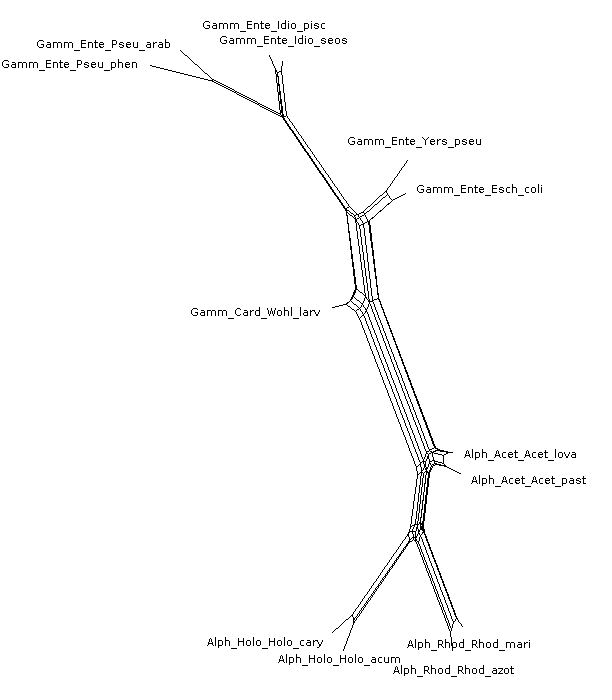 Gamm_Ente_Idio_pisc
Gamm_Ente_Idio_seos
Gamm_Ente_Pseu_arab
Gamm_Ente_Pseu_phen
Gamm_Ente_Yers_pseu
Gamm_Ente_Esch_coli
Gamm_Card_Wohl_larv
Alph_Acet_Acet_lova
Alph_Acet_Acet_past
Alph_Holo_Holo_cary
Alph_Rhod_Rhod_mari
Alph_Holo_Holo_acum
Alph_Rhod_Rhod_azot